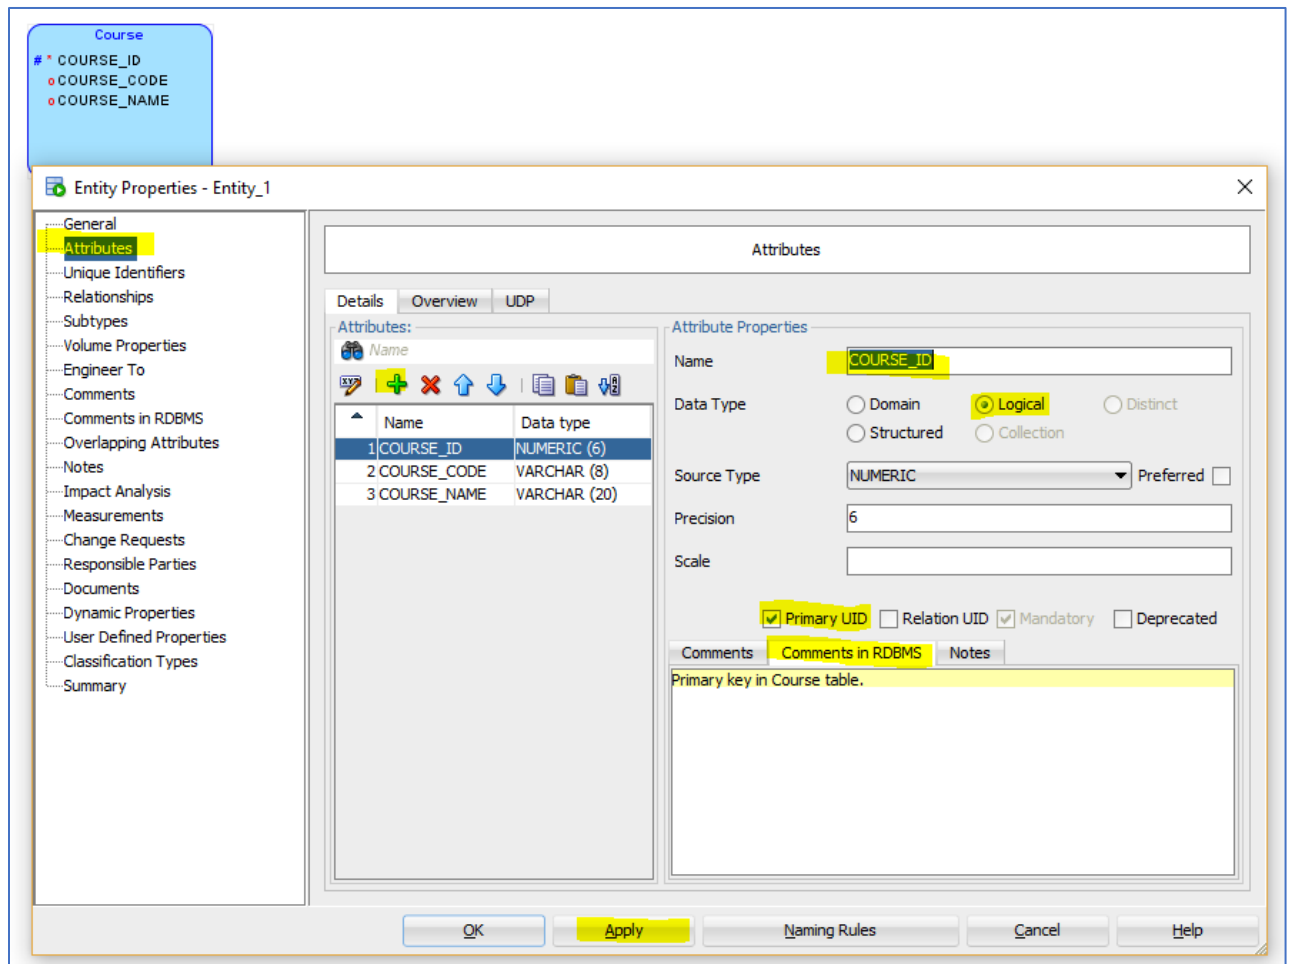 Course
# * COURSE_ID
o COURSE_CODE
o COURSE_NAME
Entity Properties - Entity_1
General
Attributes
Unique Identifiers
Relationships
Subtypes
Volume Properties
Engineer To
Comments
Comments in RDBMS
Overlapping Attributes
Notes
Impact Analysis
Measurements
Change Requests
Responsible Parties
Documents
Dynamic Properties
User Defined Properties
Classification Types
Summary
Attributes
Details Overview UDP
Attributes:
Name
Name Data type
1 COURSE_ID NUMERIC (6)
2 COURSE_CODE VARCHAR (8)
3 COURSE_NAME VARCHAR (20)
Attribute Properties
Name COURSE_ID
Data Type Domain Logical Distinct
Structured Collection
Source Type NUMERIC Preferred
Precision 6
Scale
Primary UID Relation UID Mandatory Deprecated
Comments Comments in RDBMS Notes
Primary key in Course table.
OK Apply Naming Rules Cancel Help